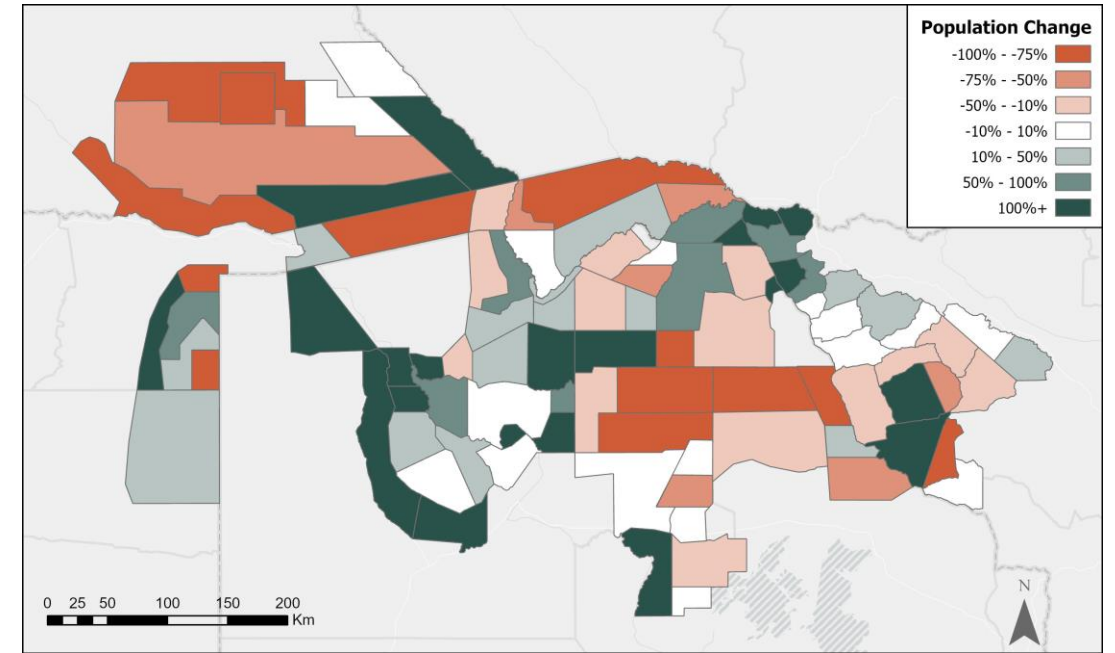 Population Change
-100% - -75%
-75% - -50%
-50% - -10%
-10% - 10%
10% - 50%
50% - 100%
100%+
0 25 50 100 150 200
Km
N